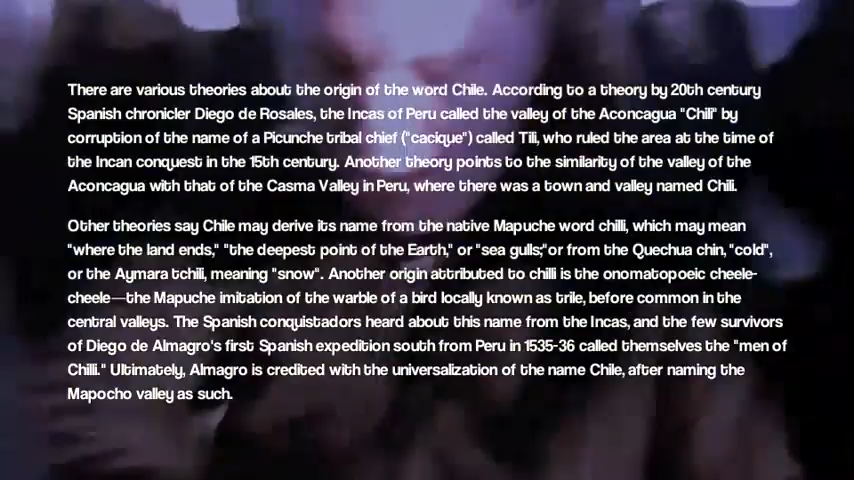 There are various theories about the origin of the word Chile. According to a theory by 20th century
Spanish chronicler Diego de Rosales, the Incas of Peru called the valley of the Aconcagua "Chili" by
corruption of the name of a Picunche tribal chief ("cacique") called Tili, who ruled the area at the time of
the Incan conquest in the 15th century. Another theory points to the similarity of the valley of the
Aconcagua with that of the Casma Valley in Peru, where there was a town and valley named Chili.
Other theories say Chile may derive its name from the native Mapuche word chilli, which may mean
"where the land ends," "the deepest point of the Earth," or "sea gulls;"or from the Quechua chin, "cold",
or the Aymara tchili, meaning "snow". Another origin attributed to chilli is the onomatopoeic cheele-
cheele—the Mapuche imitation of the warble of a bird locally known as trile, before common in the
central valleys. The Spanish conquistadors heard about this name from the Incas, and the few survivors
of Diego de Almagro's first Spanish expedition south from Peru in 1535-36 called themselves the "men of
Chilli." Ultimately, Almagro is credited with the universalization of the name Chile, after naming the
Mapocho valley as such.